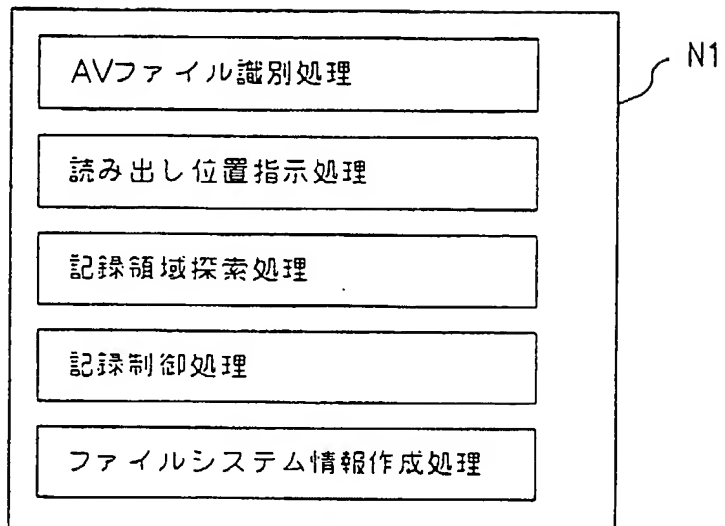 AVファイル識別処理
N1
読み出し位置指示処理
記録領域探索処理
記録制御処理
ファイルシステム情報作成処理